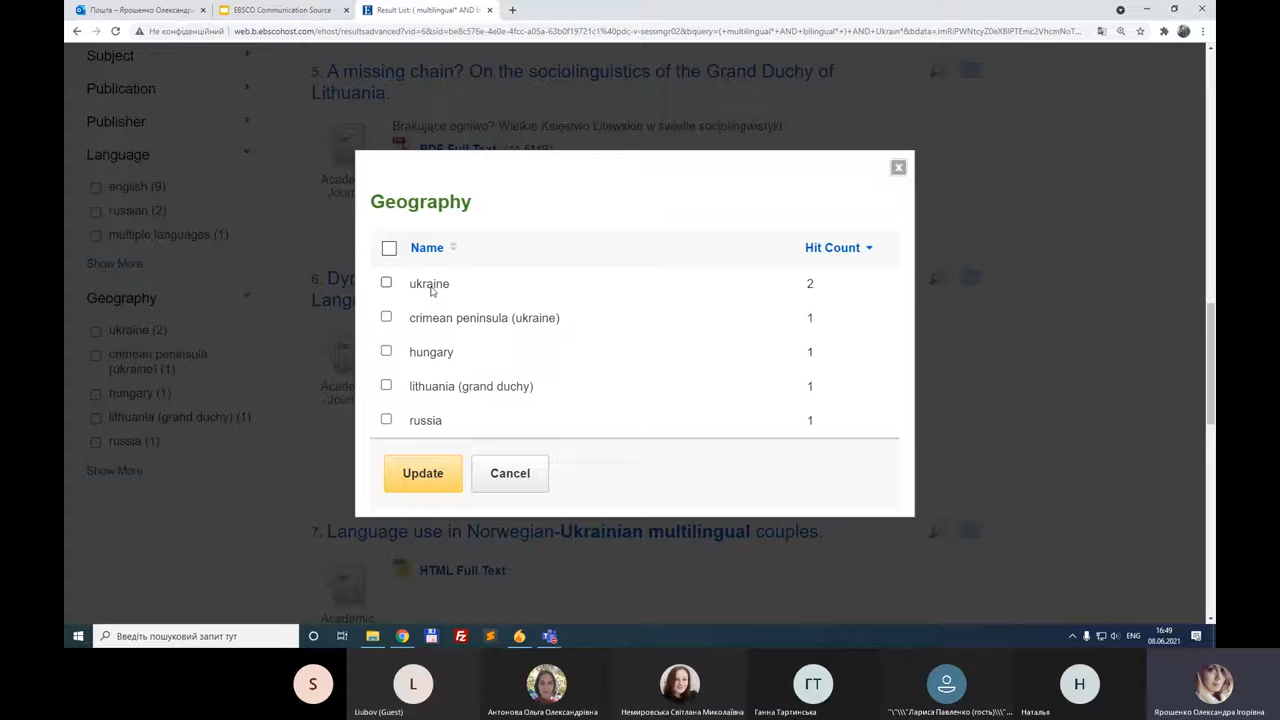 Пошта – Ярошенко Олександр
EBSCO Communication Source -
Result List: ( multilingual* AND bi
Не конфіденційний
web.b.ebscohost.com/ehost/resultsadvanced?vid=6&sid=be8c576e-4e0e-4fcc-a05a-63b0f19721c1%40pdc-v-sessmgr02&bquery=(+multilingual*+AND+bilingual*+)+AND+Ukrain*&bdata=
Subject
Publication
Publisher
Language
english (9)
russian (2)
multiple languages (1)
Show More
Geography
ukraine (2)
crimean peninsula
(ukraine) (1)
hungary (1)
lithuania (grand duchy) (1)
russia (1)
Show More
5. A missing chain? On the sociolinguistics of the Grand Duchy of
Lithuania.
Brakujące ogniwo? Wielkie Księstwo Litewskie w świetle socjolingwistyki.
PDF Full Text
Geography
Name
Hit Count
ukraine 2
crimean peninsula (ukraine) 1
hungary 1
lithuania (grand duchy) 1
russia 1
Update
Cancel
6.
7. Language use in Norwegian-Ukrainian multilingual couples.
HTML Full Text
Academic
Введіть пошуковий запит тут
ENG
16:49
08.06.2021
S
L
ГТ
Н
Liubov (Guest)
Антонова Ольга Олександрівна
Немировська Світлана Миколаївна
Ганна Тартинська
"\"\\\"Лариса Павленко (гость)\\\"...
Наталья
Ярошенко Олександра Ігорівна